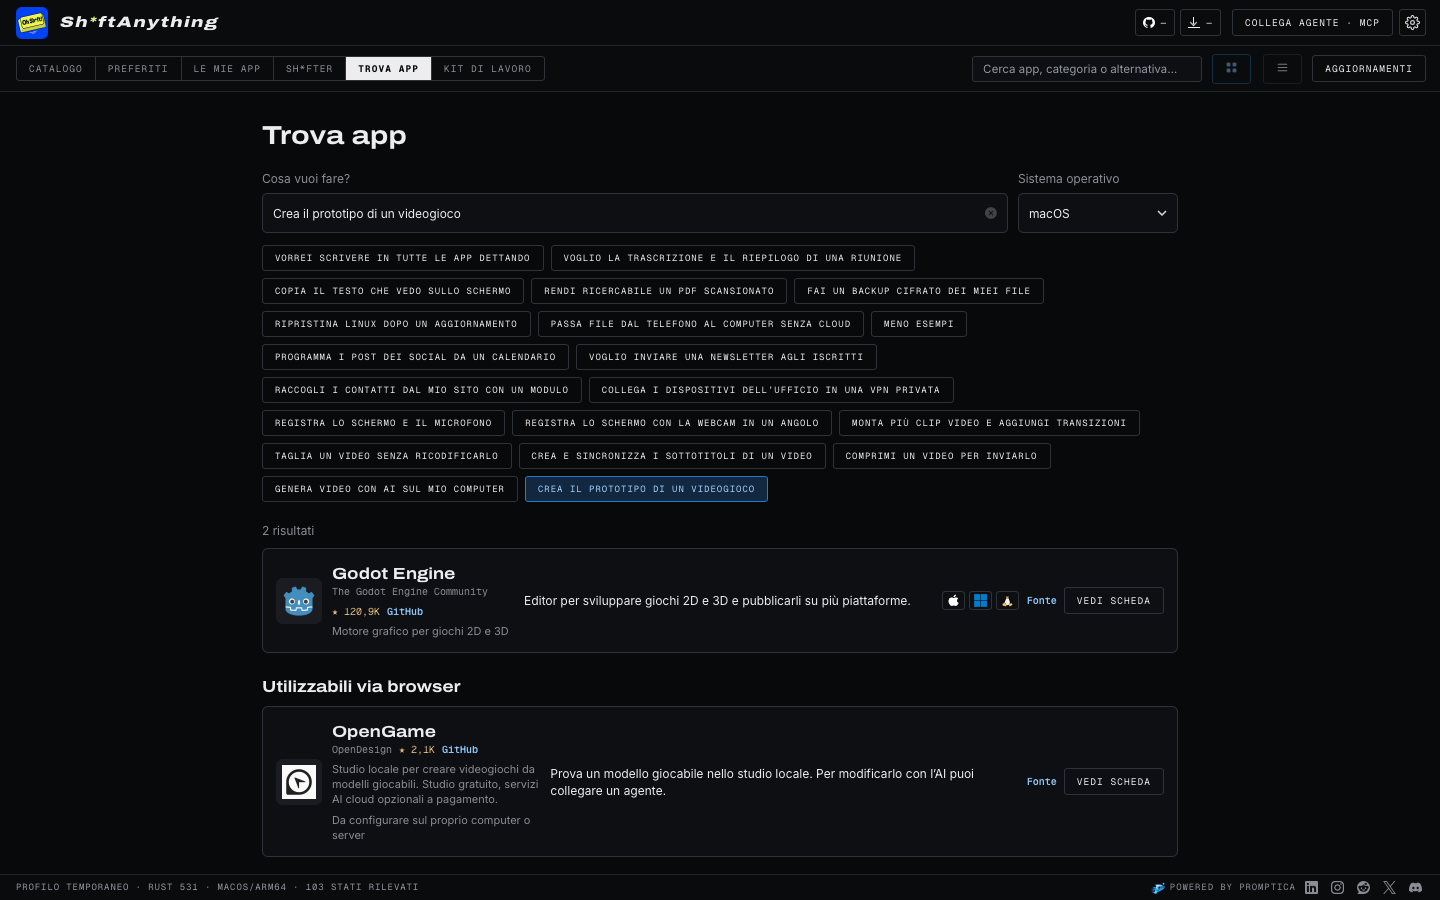 Sh*ftAnything
–
–
COLLEGA AGENTE · MCP
CATALOGO
PREFERITI
LE MIE APP
SH*FTER
TROVA APP
KIT DI LAVORO
Cerca app, categoria o alternativa...
AGGIORNAMENTI
Trova app
Cosa vuoi fare?
Sistema operativo
Crea il prototipo di un videogioco
macOS
VORREI SCRIVERE IN TUTTE LE APP DETTANDO
VOGLIO LA TRASCRIZIONE E IL RIEPILOGO DI UNA RIUNIONE
COPIA IL TESTO CHE VEDO SULLO SCHERMO
RENDI RICERCABILE UN PDF SCANSIONATO
FAI UN BACKUP CIFRATO DEI MIEI FILE
RIPRISTINA LINUX DOPO UN AGGIORNAMENTO
PASSA FILE DAL TELEFONO AL COMPUTER SENZA CLOUD
MENO ESEMPI
PROGRAMMA I POST DEI SOCIAL DA UN CALENDARIO
VOGLIO INVIARE UNA NEWSLETTER AGLI ISCRITTI
RACCOGLI I CONTATTI DAL MIO SITO CON UN MODULO
COLLEGA I DISPOSITIVI DELL'UFFICIO IN UNA VPN PRIVATA
REGISTRA LO SCHERMO E IL MICROFONO
REGISTRA LO SCHERMO CON LA WEBCAM IN UN ANGOLO
MONTA PIÙ CLIP VIDEO E AGGIUNGI TRANSIZIONI
TAGLIA UN VIDEO SENZA RICODIFICARLO
CREA E SINCRONIZZA I SOTTOTITOLI DI UN VIDEO
COMPRIMI UN VIDEO PER INVIARLO
GENERA VIDEO CON AI SUL MIO COMPUTER
CREA IL PROTOTIPO DI UN VIDEOGIOCO
2 risultati
Godot Engine
The Godot Engine Community
★ 120,9K GitHub
Motore grafico per giochi 2D e 3D
Editor per sviluppare giochi 2D e 3D e pubblicarli su più piattaforme.
Fonte
VEDI SCHEDA
Utilizzabili via browser
OpenGame
OpenDesign ★ 2,1K GitHub
Studio locale per creare videogiochi da
modelli giocabili. Studio gratuito, servizi
AI cloud opzionali a pagamento.
Da configurare sul proprio computer o
server
Prova un modello giocabile nello studio locale. Per modificarlo con l'AI puoi
collegare un agente.
Fonte
VEDI SCHEDA
PROFILO TEMPORANEO · RUST 531 · MACOS/ARM64 · 103 STATI RILEVATI
POWERED BY PROMPTICA